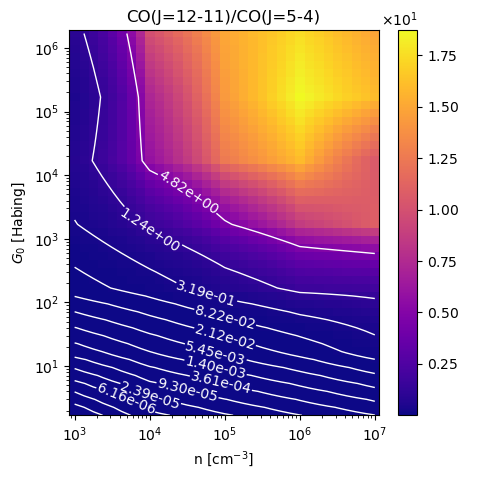 CO(J=12-11)/CO(J=5-4)
×10¹
10⁶
10⁵
10⁴
10³
10²
10¹
G₀ [Habing]
4.82e+00
1.24e+00
3.19e-01
8.22e-02
2.12e-02
5.45e-03
1.40e-03
3.61e-04
9.30e-05
2.39e-05
6.16e-06
10³
10⁴
10⁵
10⁶
10⁷
n [cm⁻³]
1.75
1.50
1.25
1.00
0.75
0.50
0.25